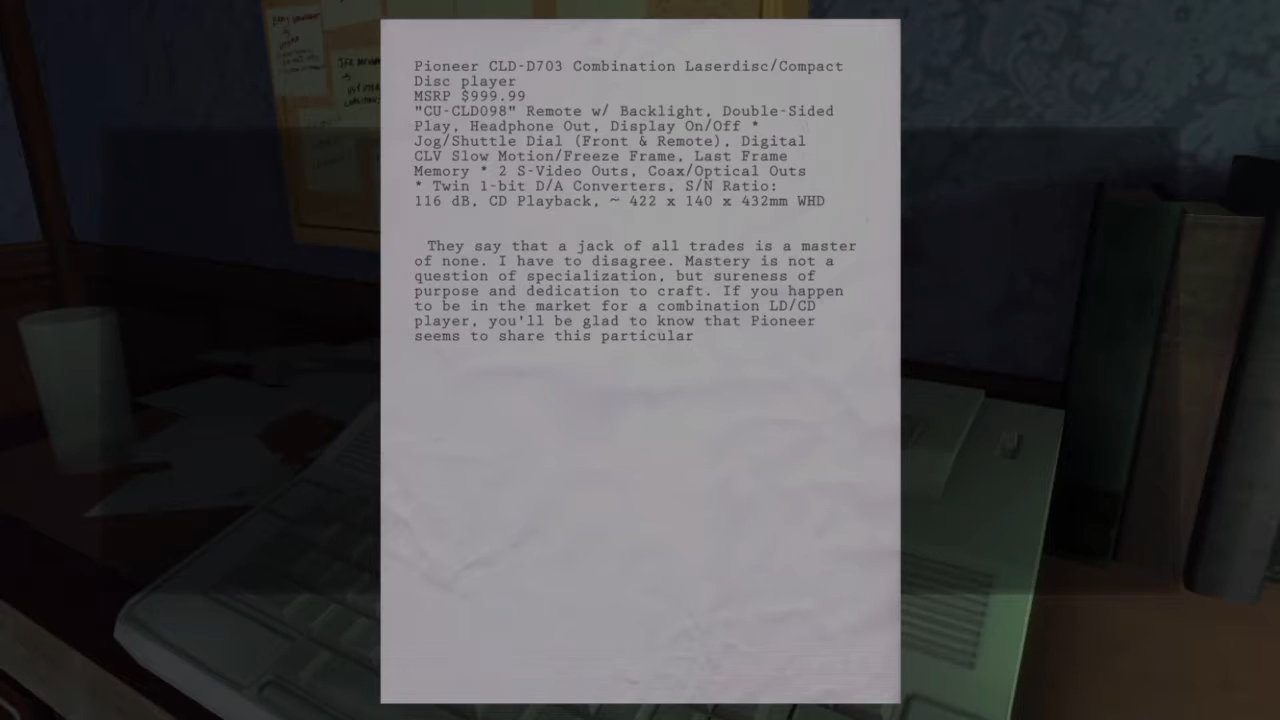 Pioneer CLD-D703 Combination Laserdisc/Compact
Disc player
MSRP $999.99
"CU-CLD098" Remote w/ Backlight, Double-Sided
Play, Headphone Out, Display On/Off *
Jog/Shuttle Dial (Front & Remote), Digital
CLV Slow Motion/Freeze Frame, Last Frame
Memory * 2 S-Video Outs, Coax/Optical Outs
* Twin 1-bit D/A Converters, S/N Ratio:
116 dB, CD Playback, ~ 422 x 140 x 432mm WHD
They say that a jack of all trades is a master
of none. I have to disagree. Mastery is not a
question of specialization, but sureness of
purpose and dedication to craft. If you happen
to be in the market for a combination LD/CD
player, you'll be glad to know that Pioneer
seems to share this particular